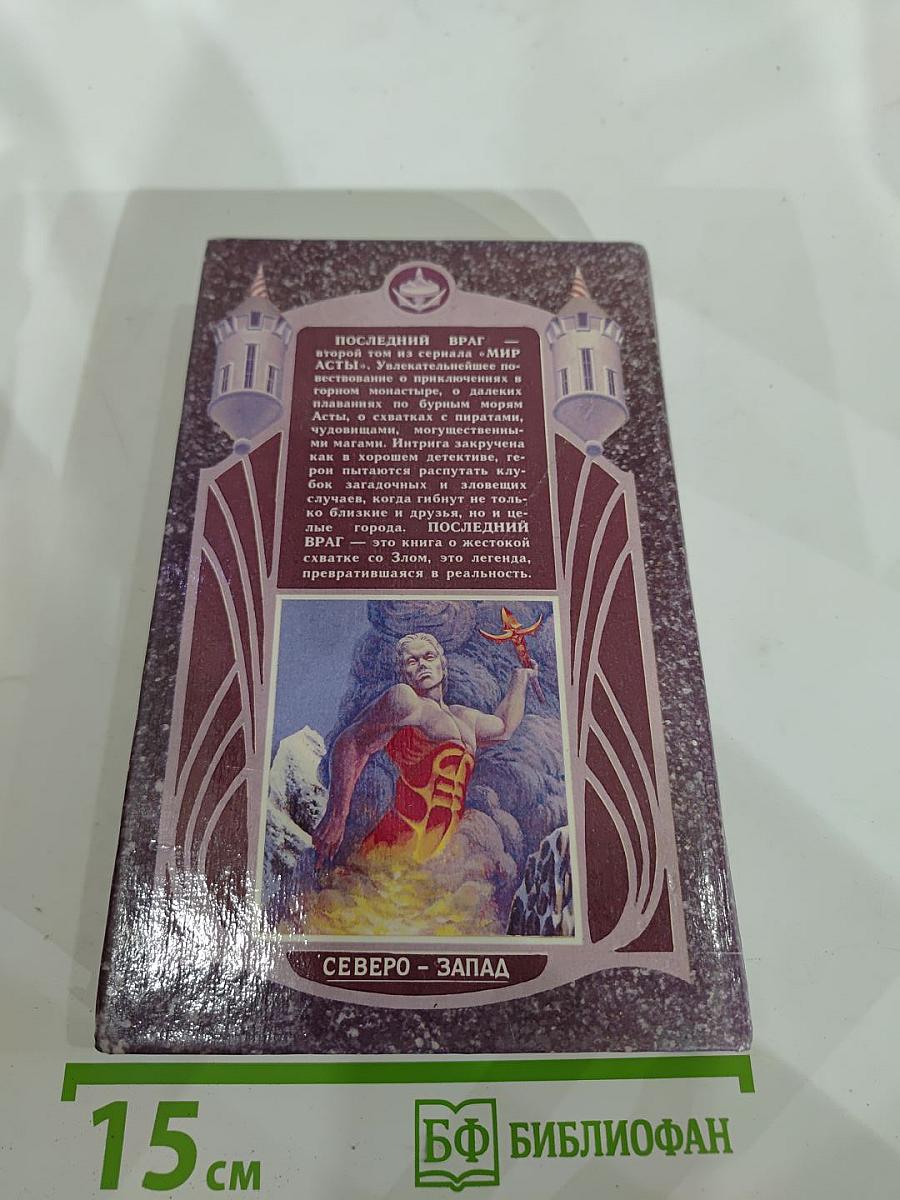 ПОСЛЕДНИЙ ВРАГ —
второй том из сериала «МИР
АСТЫ». Увлекательнейшее по-
вествование о приключениях в
горном монастыре, о далеких
плаваниях по бурным морям
Асты, о схватках с пиратами,
чудовищами, могущественны-
ми магами. Интрига закручена
как в хорошем детективе, ге-
рои пытаются распутать клу-
бок загадочных и зловещих
случаев, когда гибнут не толь-
ко близкие и друзья, но и це-
лые города. ПОСЛЕДНИЙ
ВРАГ — это книга о жестокой
схватке со Злом, это легенда,
превратившаяся в реальность.
СЕВЕРО – ЗАПАД
15 см
БФ БИБЛИОФАН